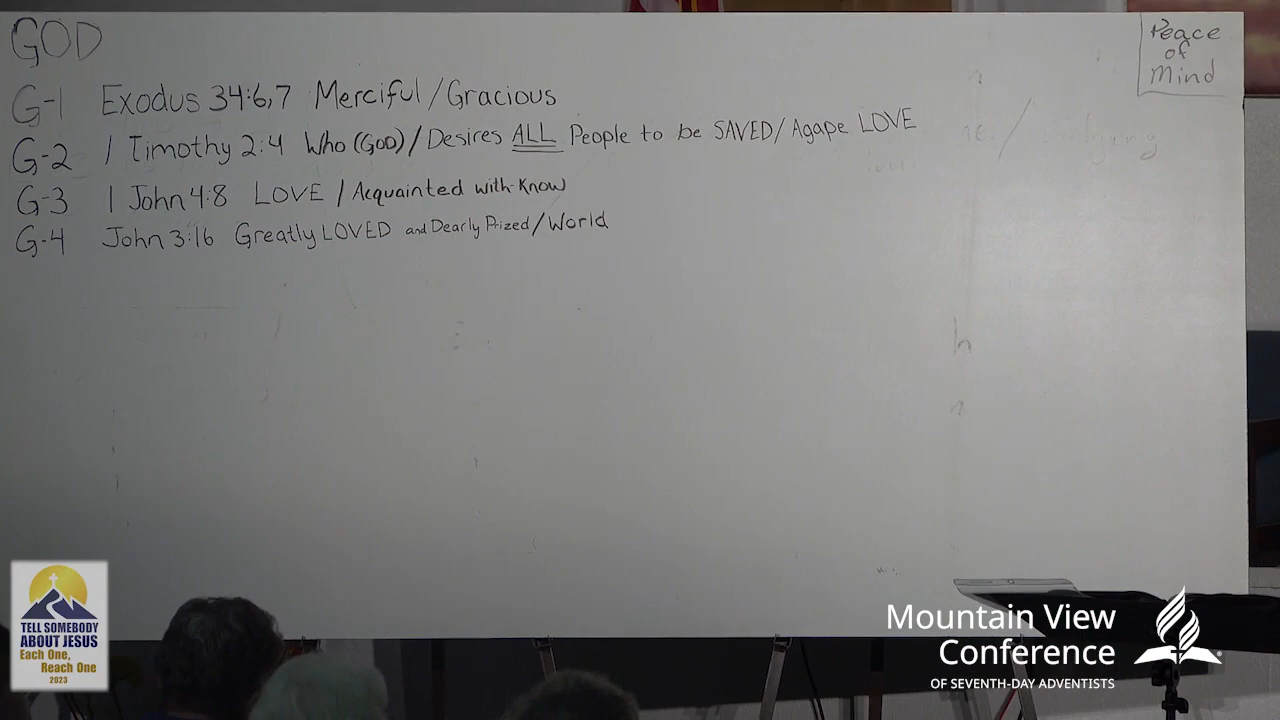 GOD
Peace
of
Mind
G-1 Exodus 34:6,7 Merciful/Gracious
G-2 1 Timothy 2:4 Who (GOD)/Desires ALL People to be SAVED/Agape LOVE
G-3 1 John 4:8 LOVE / Acquainted with-Know
G-4 John 3:16 Greatly LOVED and Dearly Prized/World
TELL SOMEBODY
ABOUT JESUS
Each One,
Reach One
2023
Mountain View
Conference
OF SEVENTH-DAY ADVENTISTS